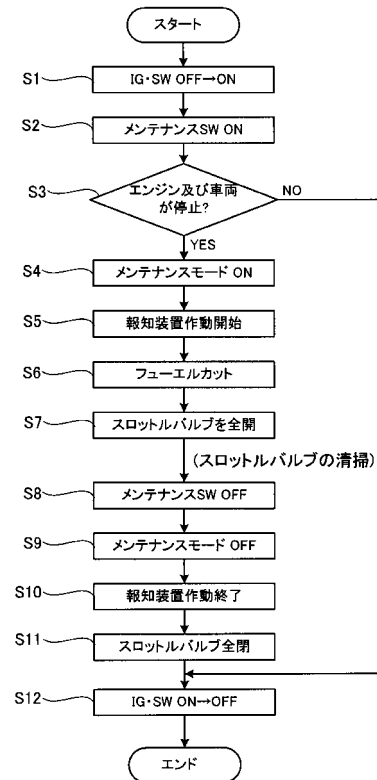 スタート
S1 IG・SW OFF→ON
S2 メンテナンスSW ON
S3 エンジン及び車両
が停止?
NO
YES
S4 メンテナンスモード ON
S5 報知装置作動開始
S6 フューエルカット
S7 スロットルバルブを全開
(スロットルバルブの清掃)
S8 メンテナンスSW OFF
S9 メンテナンスモード OFF
S10 報知装置作動終了
S11 スロットルバルブ全閉
S12 IG・SW ON→OFF
エンド